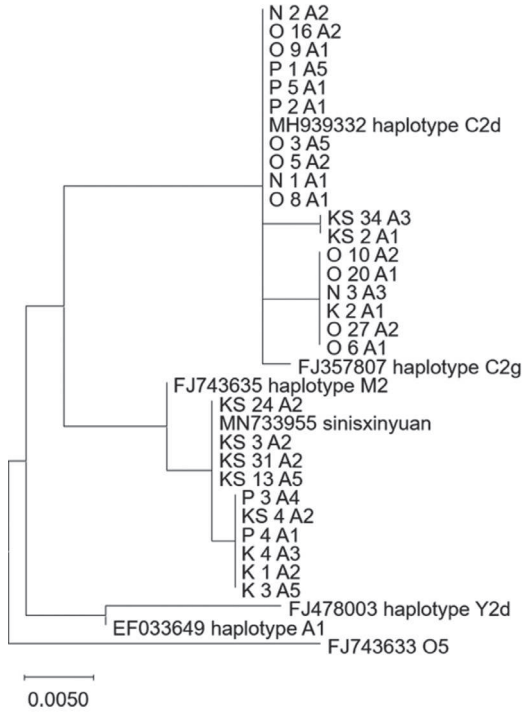 N 2 A2
O 16 A2
O 9 A1
P 1 A5
P 5 A1
P 2 A1
MH939332 haplotype C2d
O 3 A5
O 5 A2
N 1 A1
O 8 A1
KS 34 A3
KS 2 A1
O 10 A2
O 20 A1
N 3 A3
K 2 A1
O 27 A2
O 6 A1
FJ357807 haplotype C2g
FJ743635 haplotype M2
KS 24 A2
MN733955 sinisxinyuan
KS 3 A2
KS 31 A2
KS 13 A5
P 3 A4
KS 4 A2
P 4 A1
K 4 A3
K 1 A2
K 3 A5
FJ478003 haplotype Y2d
EF033649 haplotype A1
FJ743633 O5
0.0050